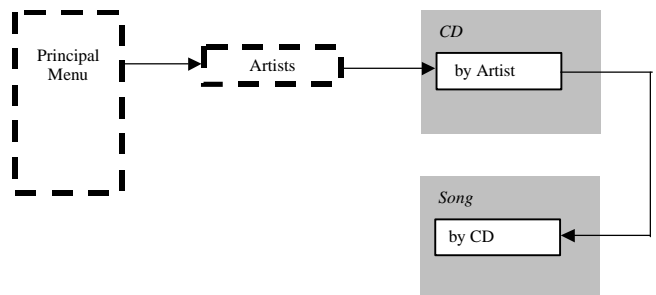 Principal
Menu
Artists
CD
by Artist
Song
by CD